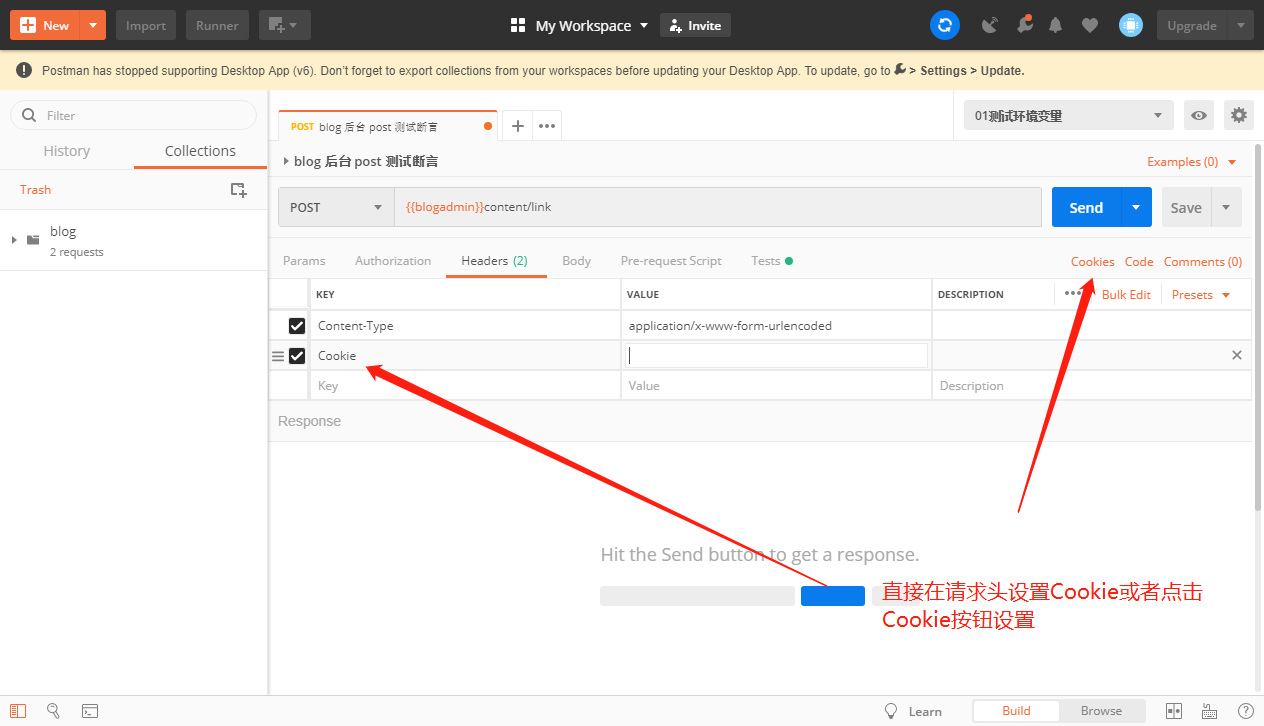 New
Import
Runner
My Workspace
Invite
Upgrade
Postman has stopped supporting Desktop App (v6). Don't forget to export collections from your workspaces before updating your Desktop App. To update, go to > Settings > Update.
Filter
History
Collections
Trash
blog
2 requests
POST blog 后台 post 测试断言
01测试环境变量
blog 后台 post 测试断言
Examples (0)
POST
{{blogadmin}}content/link
Send
Save
Params
Authorization
Headers (2)
Body
Pre-request Script
Tests
Cookies
Code
Comments (0)
KEY
VALUE
DESCRIPTION
Bulk Edit
Presets
Content-Type
application/x-www-form-urlencoded
Cookie
Key
Value
Description
Response
Hit the Send button to get a response.
直接在请求头设置Cookie或者点击
Cookie按钮设置
Learn
Build
Browse